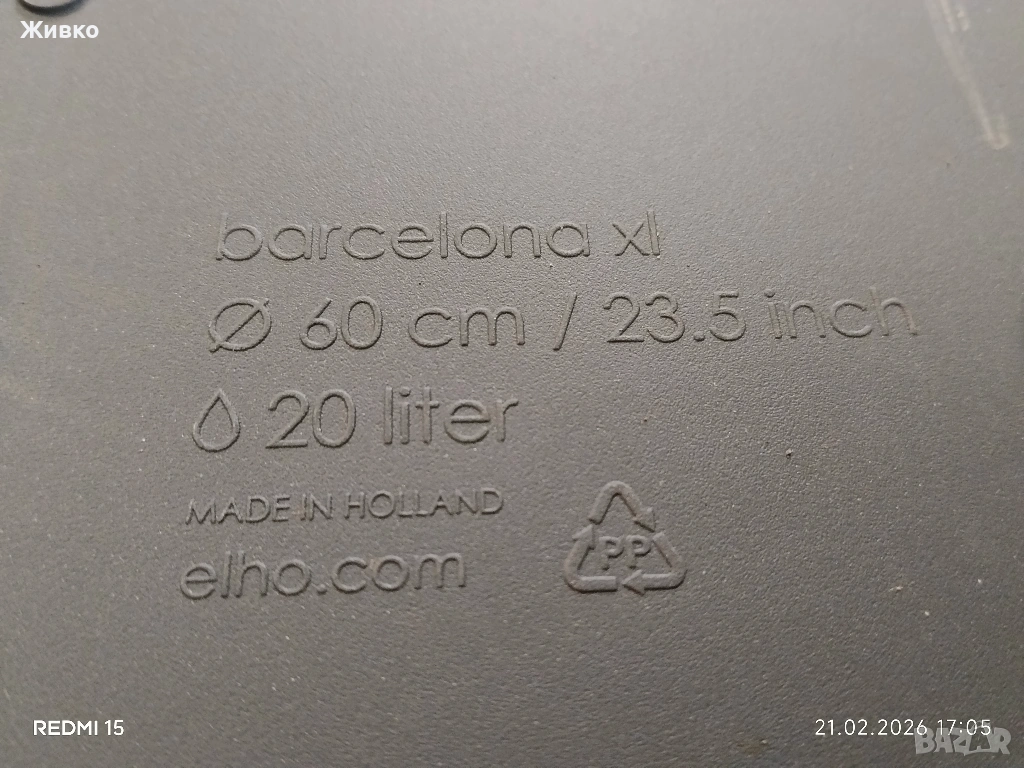 Живко
barcelona xl
Ø 60 cm / 23.5 inch
20 liter
MADE IN HOLLAND
PP
elho.com
REDMI 15
21.02.2026 17:05
BAZAR